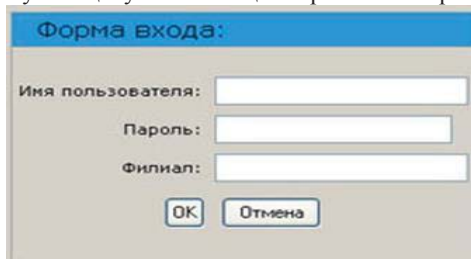 Форма входа:
Имя пользователя:
Пароль:
Филиал:
OK Отмена